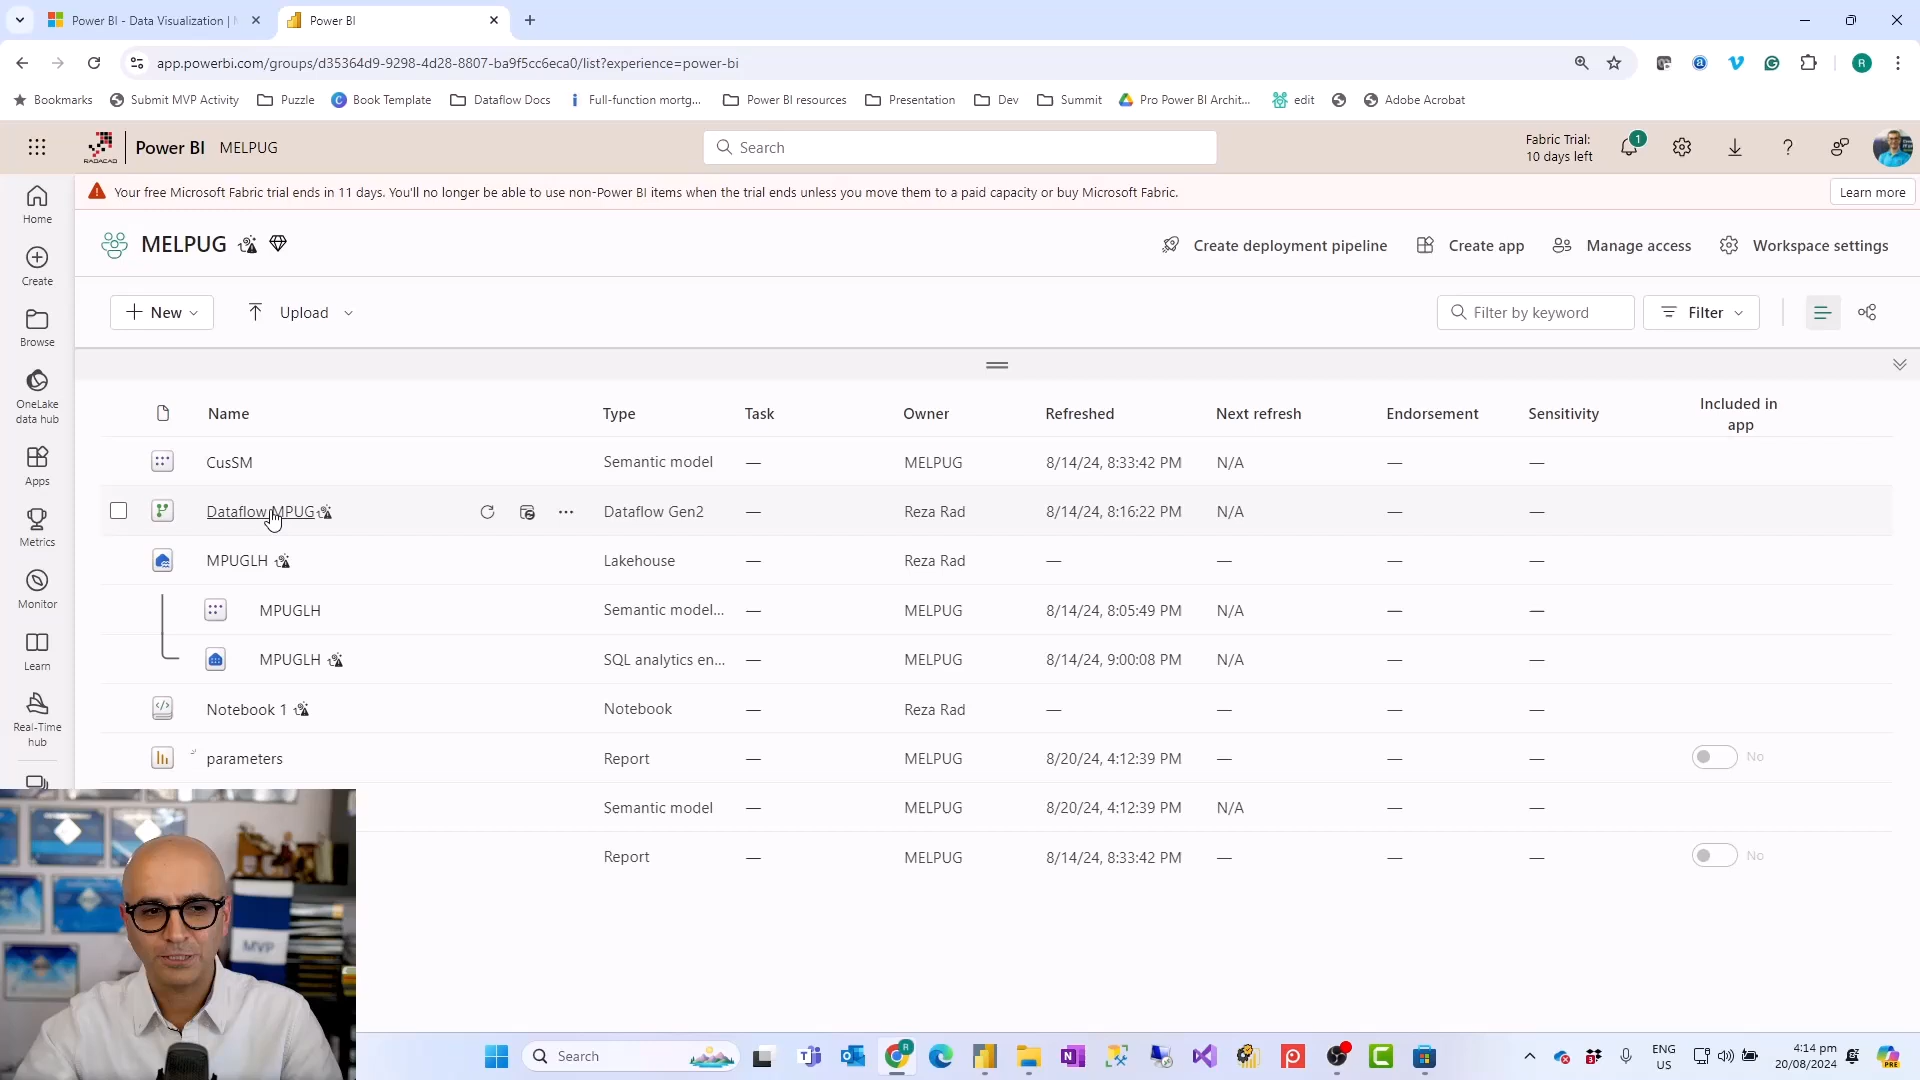 Power BI - Data Visualization | M
Power BI
app.powerbi.com/groups/d35364d9-9298-4d28-8807-ba9f5cc6eca0/list?experience=power-bi
R
Bookmarks
Submit MVP Activity
Puzzle
Book Template
Dataflow Docs
Full-function mortg...
Power BI resources
Presentation
Dev
Summit
Pro Power BI Archit...
edit
Adobe Acrobat
RADACAD
Power BI
MELPUG
Search
Fabric Trial:
10 days left
1
Your free Microsoft Fabric trial ends in 11 days. You'll no longer be able to use non-Power BI items when the trial ends unless you move them to a paid capacity or buy Microsoft Fabric.
Learn more
Home
Create
Browse
OneLake
data hub
Apps
Metrics
Monitor
Learn
Real-Time
hub
MELPUG
Create deployment pipeline
Create app
Manage access
Workspace settings
New
Upload
Filter by keyword
Filter
Name Type Task Owner Refreshed Next refresh Endorsement Sensitivity Included in
app
CusSM Semantic model — MELPUG 8/14/24, 8:33:42 PM N/A — —
Dataflow MPUG ... Dataflow Gen2 — Reza Rad 8/14/24, 8:16:22 PM N/A — —
MPUGLH Lakehouse — Reza Rad — — — —
MPUGLH Semantic model... — MELPUG 8/14/24, 8:05:49 PM N/A — —
MPUGLH SQL analytics en... — MELPUG 8/14/24, 9:00:08 PM N/A — —
Notebook 1 Notebook — Reza Rad — — — —
parameters Report — MELPUG 8/20/24, 4:12:39 PM — — — No
Semantic model — MELPUG 8/20/24, 4:12:39 PM N/A — —
Report — MELPUG 8/14/24, 8:33:42 PM — — — No
MVP
Search
ENG
US
4:14 pm
20/08/2024
PRE